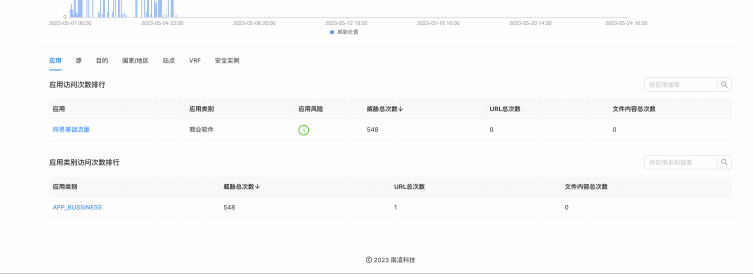 0
2023-05-01 00:00 2023-05-04 22:00 2023-05-08 20:00 2023-05-12 18:00 2023-05-16 16:00 2023-05-20 14:00 2023-05-24 16:00
威胁处置
应用 源 目的 国家/地区 站点 VRF 安全实例
应用访问次数排行 按应用搜索
应用 应用类别 应用风险 威胁总次数 URL总次数 文件内容总次数
网易基础流量 商业软件 1 548 0 0
应用类别访问次数排行 按应用类别搜索
应用类别 威胁总次数 URL总次数 文件内容总次数
APP_BUSSINESS 548 1 0
© 2023 南凌科技